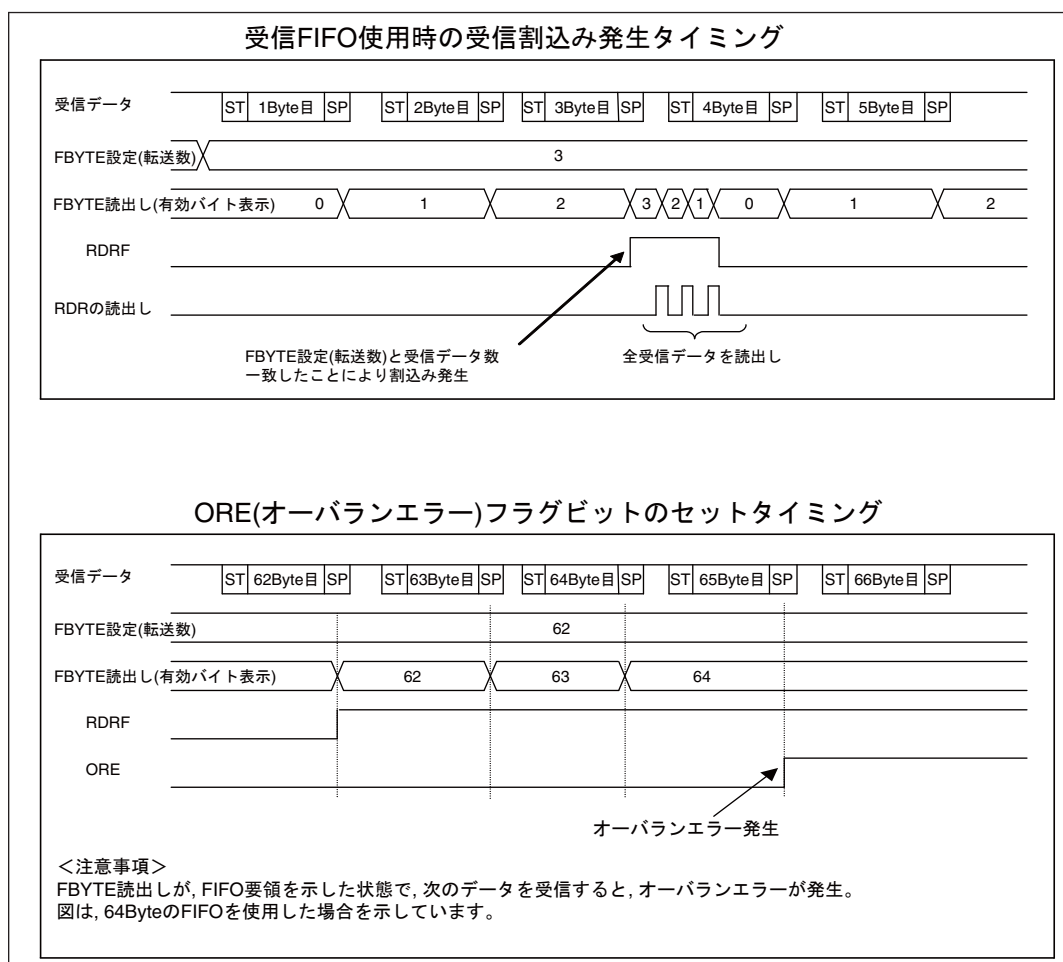 受信FIFO使用時の受信割込み発生タイミング
受信データ ST 1Byte目 SP ST 2Byte目 SP ST 3Byte目 SP ST 4Byte目 SP ST 5Byte目 SP
FBYTE設定(転送数) 3
FBYTE読出し(有効バイト表示) 0 1 2 3 2 1 0 1 2
RDRF
RDRの読出し
FBYTE設定(転送数)と受信データ数
一致したことにより割込み発生
全受信データを読出し
ORE(オーバランエラー)フラグビットのセットタイミング
受信データ ST 62Byte目 SP ST 63Byte目 SP ST 64Byte目 SP ST 65Byte目 SP ST 66Byte目 SP
FBYTE設定(転送数) 62
FBYTE読出し(有効バイト表示) 62 63 64
RDRF
ORE
オーバランエラー発生
＜注意事項＞
FBYTE読出しが, FIFO要領を示した状態で, 次のデータを受信すると, オーバランエラーが発生。
図は, 64ByteのFIFOを使用した場合を示しています。